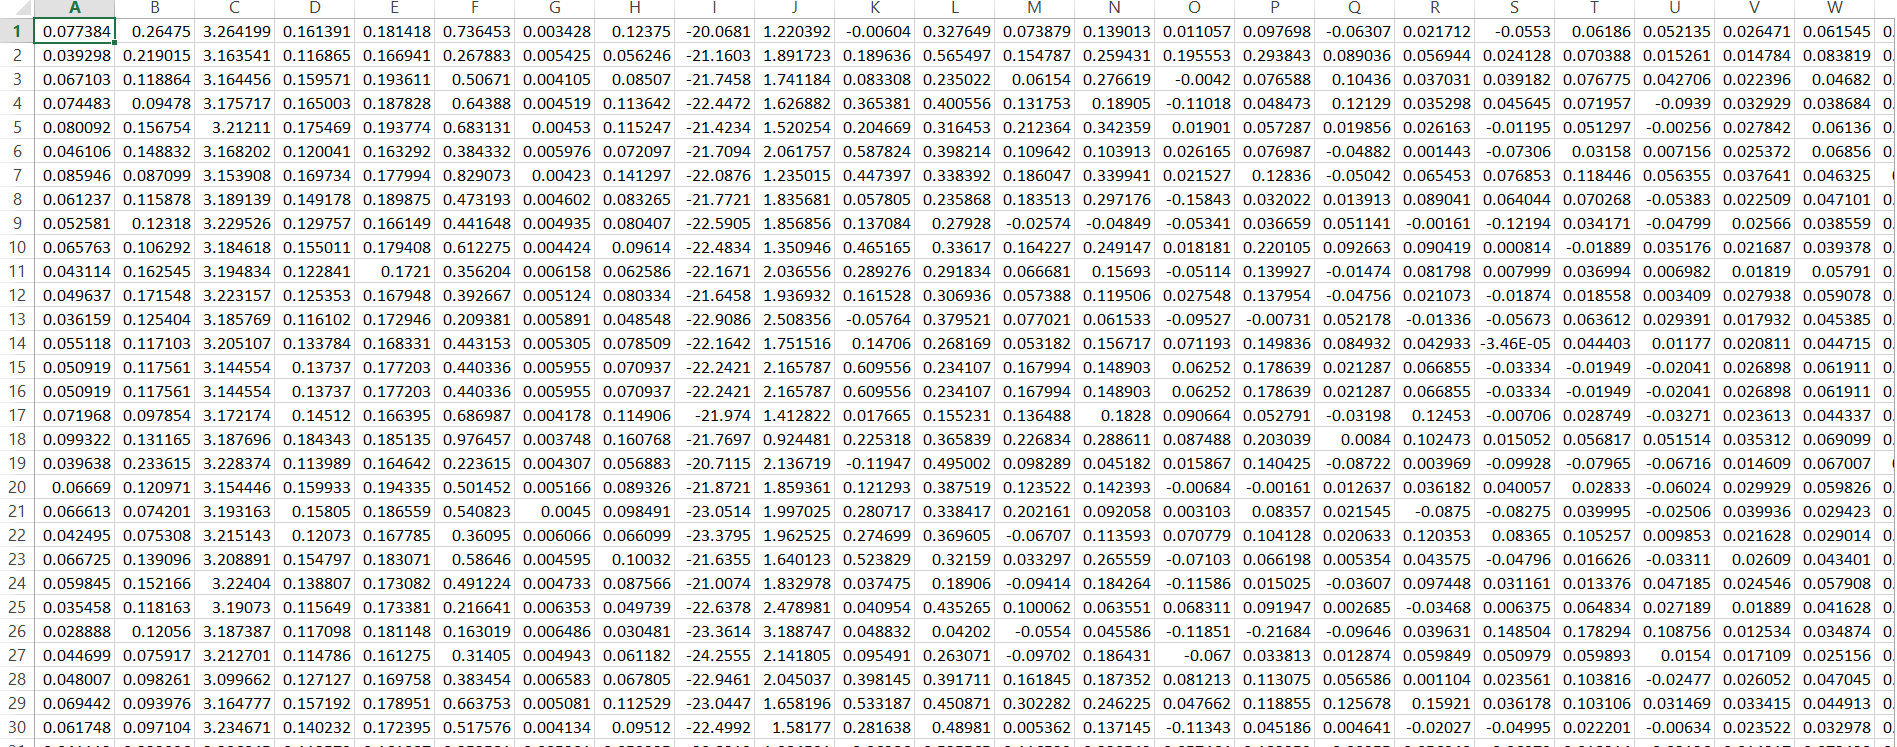 A B C D E F G H I J K L M N O P Q R S T U V W
1 0.077384 0.26475 3.264199 0.161391 0.181418 0.736453 0.003428 0.12375 -20.0681 1.220392 -0.00604 0.327649 0.073879 0.139013 0.011057 0.097698 -0.06307 0.021712 -0.0553 0.06186 0.052135 0.026471 0.061545 0.
2 0.039298 0.219015 3.163541 0.116865 0.166941 0.267883 0.005425 0.056246 -21.1603 1.891723 0.189636 0.565497 0.154787 0.259431 0.195553 0.293843 0.089036 0.056944 0.024128 0.070388 0.015261 0.014784 0.083819 0.
3 0.067103 0.118864 3.164456 0.159571 0.193611 0.50671 0.004105 0.08507 -21.7458 1.741184 0.083308 0.235022 0.06154 0.276619 -0.0042 0.076588 0.10436 0.037031 0.039182 0.076775 0.042706 0.022396 0.04682 0.
4 0.074483 0.09478 3.175717 0.165003 0.187828 0.64388 0.004519 0.113642 -22.4472 1.626882 0.365381 0.400556 0.131753 0.18905 -0.11018 0.048473 0.12129 0.035298 0.045645 0.071957 -0.0939 0.032929 0.038684 0.
5 0.080092 0.156754 3.21211 0.175469 0.193774 0.683131 0.00453 0.115247 -21.4234 1.520254 0.204669 0.316453 0.212364 0.342359 0.01901 0.057287 0.019856 0.026163 -0.01195 0.051297 -0.00256 0.027842 0.06136 0.
6 0.046106 0.148832 3.168202 0.120041 0.163292 0.384332 0.005976 0.072097 -21.7094 2.061757 0.587824 0.398214 0.109642 0.103913 0.026165 0.076987 -0.04882 0.001443 -0.07306 0.03158 0.007156 0.025372 0.06856 0.
7 0.085946 0.087099 3.153908 0.169734 0.177994 0.829073 0.00423 0.141297 -22.0876 1.235015 0.447397 0.338392 0.186047 0.339941 0.021527 0.12836 -0.05042 0.065453 0.076853 0.118446 0.056355 0.037641 0.046325
8 0.061237 0.115878 3.189139 0.149178 0.189875 0.473193 0.004602 0.083265 -21.7721 1.835681 0.057805 0.235868 0.183513 0.297176 -0.15843 0.032022 0.013913 0.089041 0.064044 0.070268 -0.05383 0.022509 0.047101 0.
9 0.052581 0.12318 3.229526 0.129757 0.166149 0.441648 0.004935 0.080407 -22.5905 1.856856 0.137084 0.27928 -0.02574 -0.04849 -0.05341 0.036659 0.051141 -0.00161 -0.12194 0.034171 -0.04799 0.02566 0.038559 0.
10 0.065763 0.106292 3.184618 0.155011 0.179408 0.612275 0.004424 0.09614 -22.4834 1.350946 0.465165 0.33617 0.164227 0.249147 0.018181 0.220105 0.092663 0.090419 0.000814 -0.01889 0.035176 0.021687 0.039378 0.
11 0.043114 0.162545 3.194834 0.122841 0.1721 0.356204 0.006158 0.062586 -22.1671 2.036556 0.289276 0.291834 0.066681 0.15693 -0.05114 0.139927 -0.01474 0.081798 0.007999 0.036994 0.006982 0.01819 0.05791 0.
12 0.049637 0.171548 3.223157 0.125353 0.167948 0.392667 0.005124 0.080334 -21.6458 1.936932 0.161528 0.306936 0.057388 0.119506 0.027548 0.137954 -0.04756 0.021073 -0.01874 0.018558 0.003409 0.027938 0.059078 0.
13 0.036159 0.125404 3.185769 0.116102 0.172946 0.209381 0.005891 0.048548 -22.9086 2.508356 -0.05764 0.379521 0.077021 0.061533 -0.09527 -0.00731 0.052178 -0.01336 -0.05673 0.063612 0.029391 0.017932 0.045385 0.
14 0.055118 0.117103 3.205107 0.133784 0.168331 0.443153 0.005305 0.078509 -22.1642 1.751516 0.14706 0.268169 0.053182 0.156717 0.071193 0.149836 0.084932 0.042933 -3.46E-05 0.044403 0.01177 0.020811 0.044715 0.
15 0.050919 0.117561 3.144554 0.13737 0.177203 0.440336 0.005955 0.070937 -22.2421 2.165787 0.609556 0.234107 0.167994 0.148903 0.06252 0.178639 0.021287 0.066855 -0.03334 -0.01949 -0.02041 0.026898 0.061911 0.
16 0.050919 0.117561 3.144554 0.13737 0.177203 0.440336 0.005955 0.070937 -22.2421 2.165787 0.609556 0.234107 0.167994 0.148903 0.06252 0.178639 0.021287 0.066855 -0.03334 -0.01949 -0.02041 0.026898 0.061911 0.
17 0.071968 0.097854 3.172174 0.14512 0.166395 0.686987 0.004178 0.114906 -21.974 1.412822 0.017665 0.155231 0.136488 0.1828 0.090664 0.052791 -0.03198 0.12453 -0.00706 0.028749 -0.03271 0.023613 0.044337 0.
18 0.099322 0.131165 3.187696 0.184343 0.185135 0.976457 0.003748 0.160768 -21.7697 0.924481 0.225318 0.365839 0.226834 0.288611 0.087488 0.203039 0.0084 0.102473 0.015052 0.056817 0.051514 0.035312 0.069099 0.
19 0.039638 0.233615 3.228374 0.113989 0.164642 0.223615 0.004307 0.056883 -20.7115 2.136719 -0.11947 0.495002 0.098289 0.045182 0.015867 0.140425 -0.08722 0.003969 -0.09928 -0.07965 -0.06716 0.014609 0.067007
20 0.06669 0.120971 3.154446 0.159933 0.194335 0.501452 0.005166 0.089326 -21.8721 1.859361 0.121293 0.387519 0.123522 0.142393 -0.00684 -0.00161 0.012637 0.036182 0.040057 0.02833 -0.06024 0.029929 0.059826 0.
21 0.066613 0.074201 3.193163 0.15805 0.186559 0.540823 0.0045 0.098491 -23.0514 1.997025 0.280717 0.338417 0.202161 0.092058 0.003103 0.08357 0.021545 -0.0875 -0.08275 0.039995 -0.02506 0.039936 0.029423 0.
22 0.042495 0.075308 3.215143 0.12073 0.167785 0.36095 0.006066 0.066099 -23.3795 1.962525 0.274699 0.369605 -0.06707 0.113593 0.070779 0.104128 0.020633 0.120353 0.08365 0.105257 0.009853 0.021628 0.029014 0.
23 0.066725 0.139096 3.208891 0.154797 0.183071 0.58646 0.004595 0.10032 -21.6355 1.640123 0.523829 0.32159 0.033297 0.265559 -0.07103 0.066198 0.005354 0.043575 -0.04796 0.016626 -0.03311 0.02609 0.043401 0.
24 0.059845 0.152166 3.22404 0.138807 0.173082 0.491224 0.004733 0.087566 -21.0074 1.832978 0.037475 0.18906 -0.09414 0.184264 -0.11586 0.015025 -0.03607 0.097448 0.031161 0.013376 0.047185 0.024546 0.057908 0.
25 0.035458 0.118163 3.19073 0.115649 0.173381 0.216641 0.006353 0.049739 -22.6378 2.478981 0.040954 0.435265 0.100062 0.063551 0.068311 0.091947 0.002685 -0.03468 0.006375 0.064834 0.027189 0.01889 0.041628 0.
26 0.028888 0.12056 3.187387 0.117098 0.181148 0.163019 0.006486 0.030481 -23.3614 3.188747 0.048832 0.04202 -0.0554 0.045586 -0.11851 -0.21684 -0.09646 0.039631 0.148504 0.178294 0.108756 0.012534 0.034874 0.
27 0.044699 0.075917 3.212701 0.114786 0.161275 0.31405 0.004943 0.061182 -24.2555 2.141805 0.095491 0.263071 -0.09702 0.186431 -0.067 0.033813 0.012874 0.059849 0.050979 0.059893 0.0154 0.017109 0.025156 0.
28 0.048007 0.098261 3.099662 0.127127 0.169758 0.383454 0.006583 0.067805 -22.9461 2.045037 0.398145 0.391711 0.161845 0.187352 0.081213 0.113075 0.056586 0.001104 0.023561 0.103816 -0.02477 0.026052 0.047045 0.
29 0.069442 0.093976 3.164777 0.157192 0.178951 0.663753 0.005081 0.112529 -23.0447 1.658196 0.533187 0.450871 0.302282 0.246225 0.047662 0.118855 0.125678 0.15921 0.036178 0.103106 0.031469 0.033415 0.044913 0.
30 0.061748 0.097104 3.234671 0.140232 0.172395 0.517576 0.004134 0.09512 -22.4992 1.58177 0.281638 0.48981 0.005362 0.137145 -0.11343 0.045186 0.004641 -0.02027 -0.04995 0.022201 -0.00634 0.023522 0.032978 0.